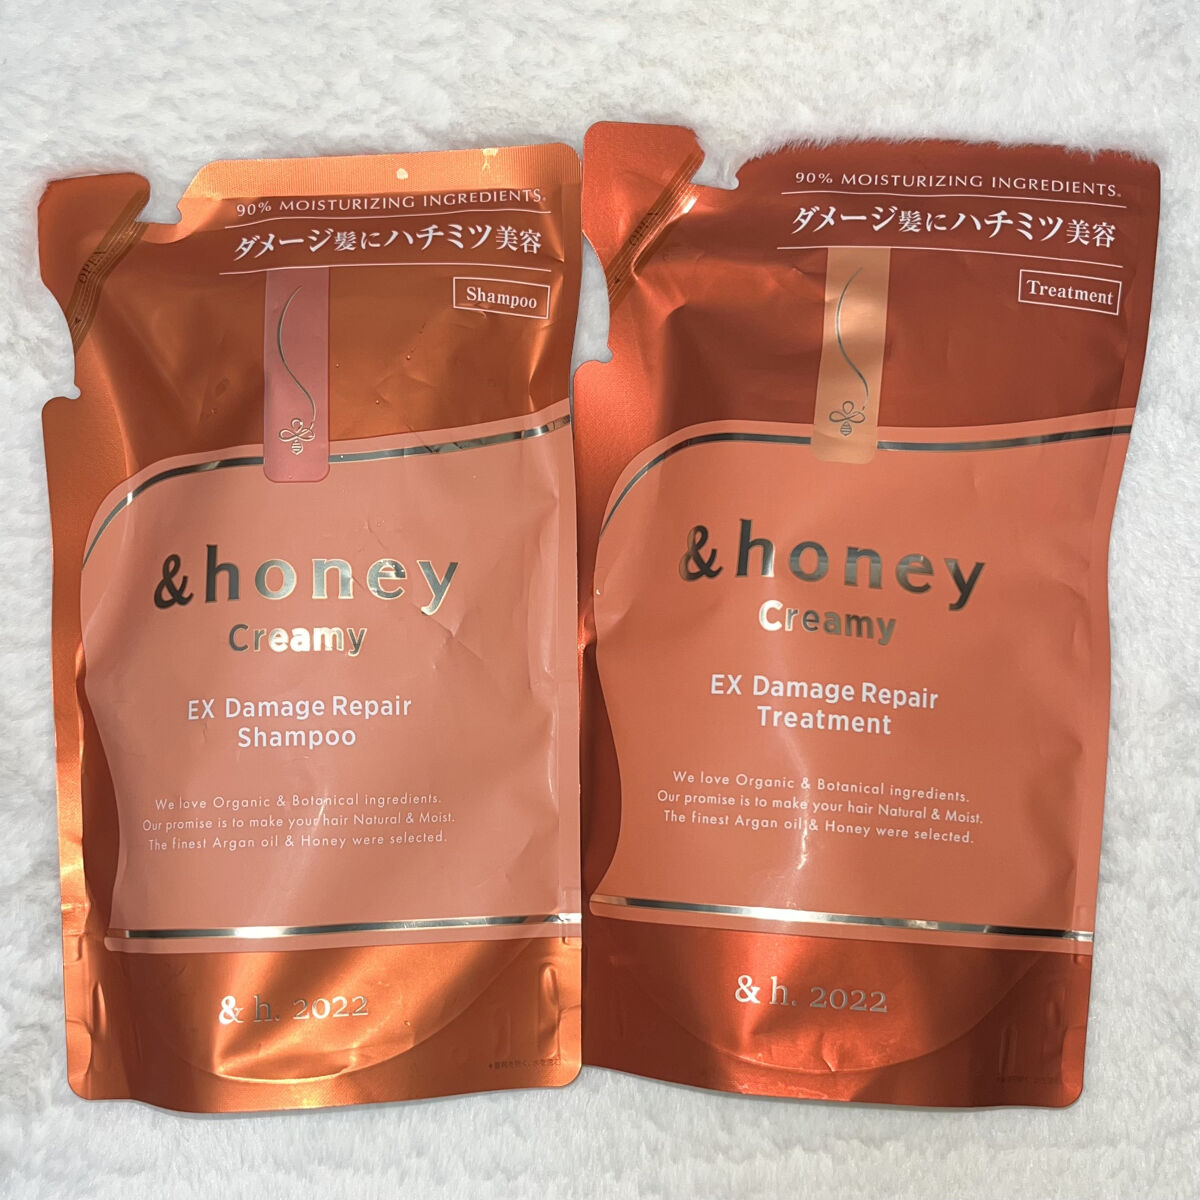 OPEN
90% MOISTURIZING INGREDIENTS*
ダメージ髪にハチミツ美容
Shampoo
&honey
Creamy
EX Damage Repair
Shampoo
We love Organic & Botanical ingredients.
Our promise is to make your hair Natural & Moist.
The finest Argan oil & Honey were selected.
& h. 2022
OPEN
90% MOISTURIZING INGREDIENTS*
ダメージ髪にハチミツ美容
Treatment
&honey
Creamy
EX Damage Repair
Treatment
We love Organic & Botanical ingredients.
Our promise is to make your hair Natural & Moist.
The finest Argan oil & Honey were selected.
& h. 2022